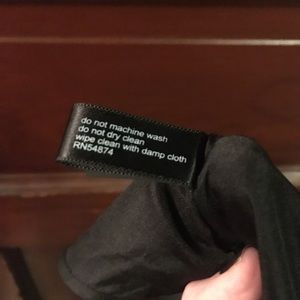 do not machine wash
do not dry clean
wipe clean with damp cloth
RN54874